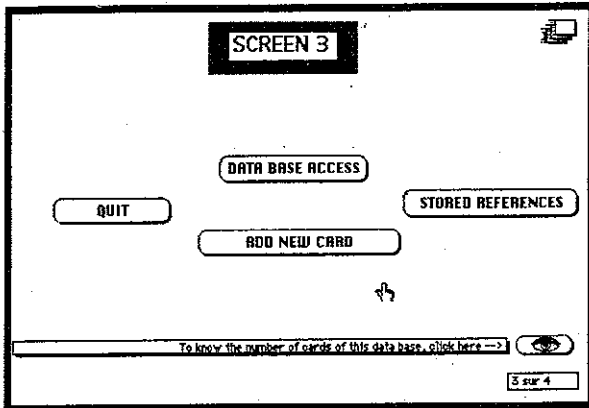 SCREEN 3
DATA BASE ACCESS
QUIT
STORED REFERENCES
ADD NEW CARD
To know the number of cards of this data base, click here -->
3 sur 4